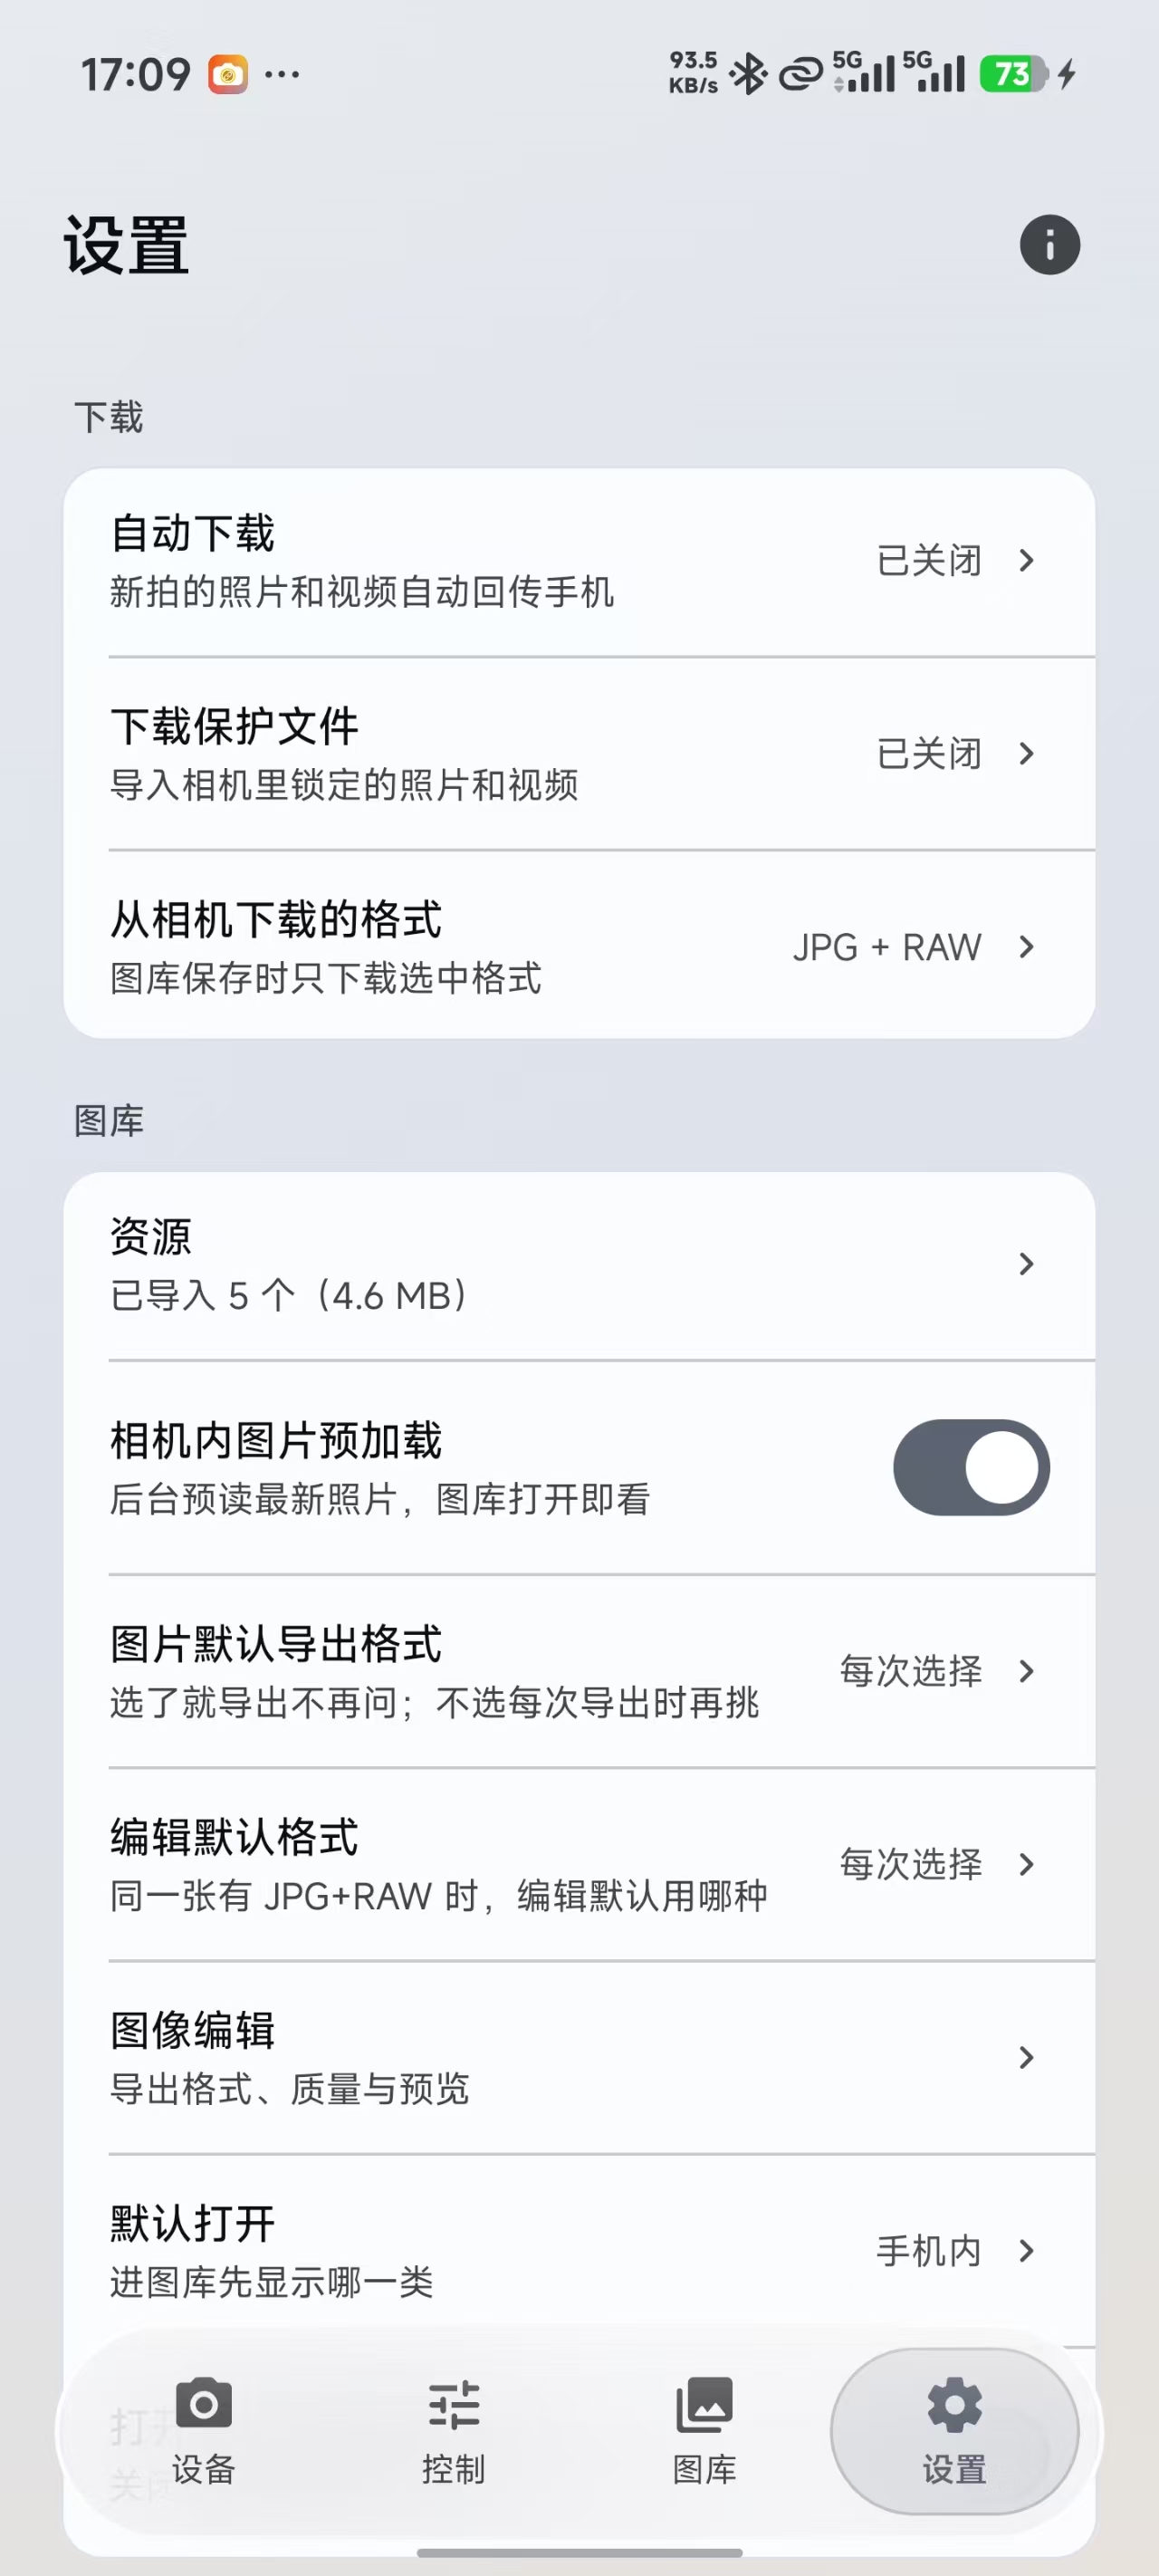 17:09
93.5
KB/s
5G
5G
73
设置
下载
自动下载
新拍的照片和视频自动回传手机
已关闭
下载保护文件
导入相机里锁定的照片和视频
已关闭
从相机下载的格式
图库保存时只下载选中格式
JPG + RAW
图库
资源
已导入 5 个（4.6 MB）
相机内图片预加载
后台预读最新照片，图库打开即看
图片默认导出格式
选了就导出不再问；不选每次导出时再挑
每次选择
编辑默认格式
同一张有 JPG+RAW 时，编辑默认用哪种
每次选择
图像编辑
导出格式、质量与预览
默认打开
进图库先显示哪一类
手机内
设备
控制
图库
设置